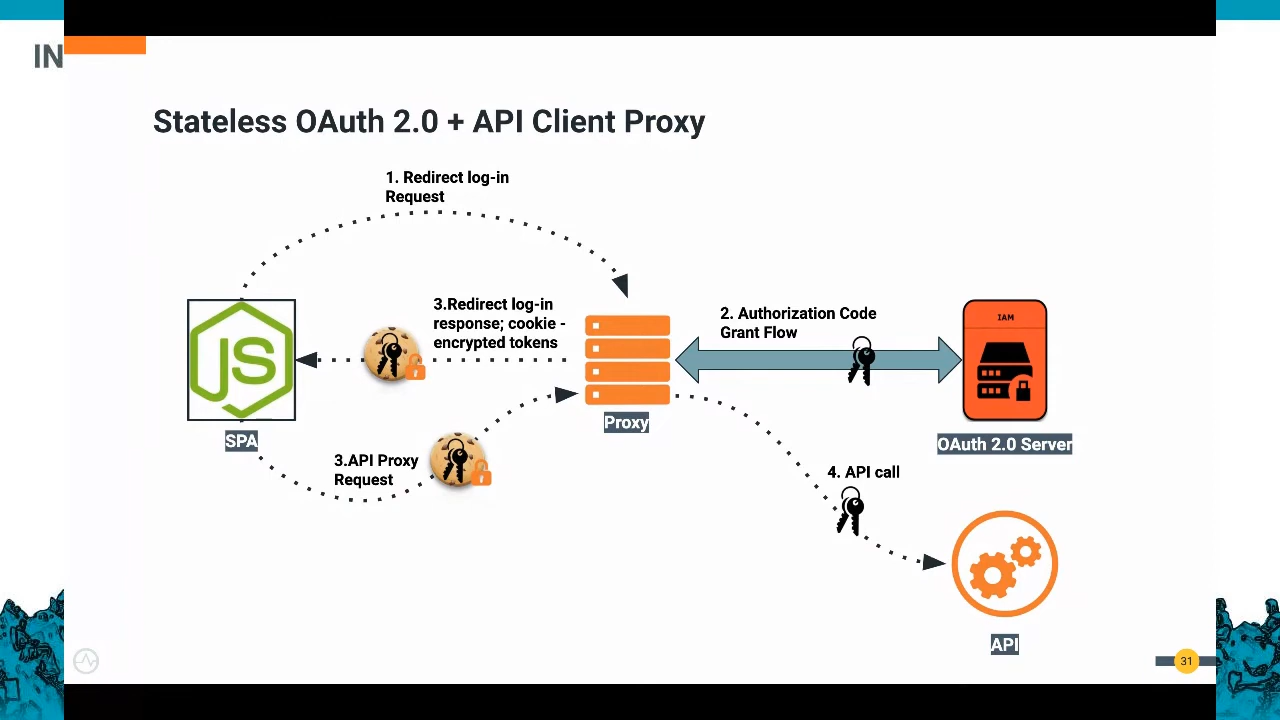 IN
Stateless OAuth 2.0 + API Client Proxy
1. Redirect log-in
Request
3.Redirect log-in
response; cookie -
encrypted tokens
2. Authorization Code
Grant Flow
IAM
JS
SPA
Proxy
OAuth 2.0 Server
3.API Proxy
Request
4. API call
API
31